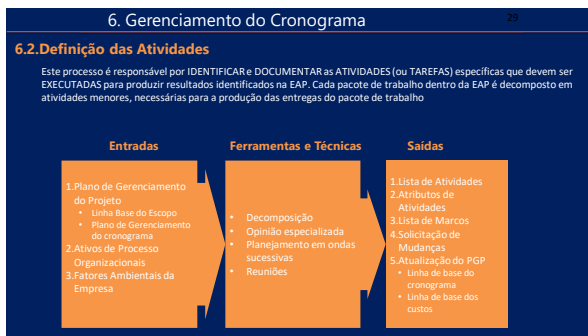 6. Gerenciamento do Cronograma
29
6.2.Definição das Atividades
Este processo é responsável por IDENTIFICAR e DOCUMENTAR as ATIVIDADES (ou TAREFAS) específicas que devem ser
EXECUTADAS para produzir resultados identificados na EAP. Cada pacote de trabalho dentro da EAP é decomposto em
atividades menores, necessárias para a produção das entregas do pacote de trabalho
Entradas
1.Plano de Gerenciamento
do Projeto
• Linha Base do Escopo
• Plano de Gerenciamento
do cronograma
2.Ativos de Processo
Organizacionais
3.Fatores Ambientais da
Empresa
Ferramentas e Técnicas
• Decomposição
• Opinião especializada
• Planejamento em ondas
sucessivas
• Reuniões
Saídas
1.Lista de Atividades
2.Atributos de
Atividades
3.Lista de Marcos
4.Solicitação de
Mudanças
5.Atualização do PGP
• Linha de base do
cronograma
• Linha de base dos
custos